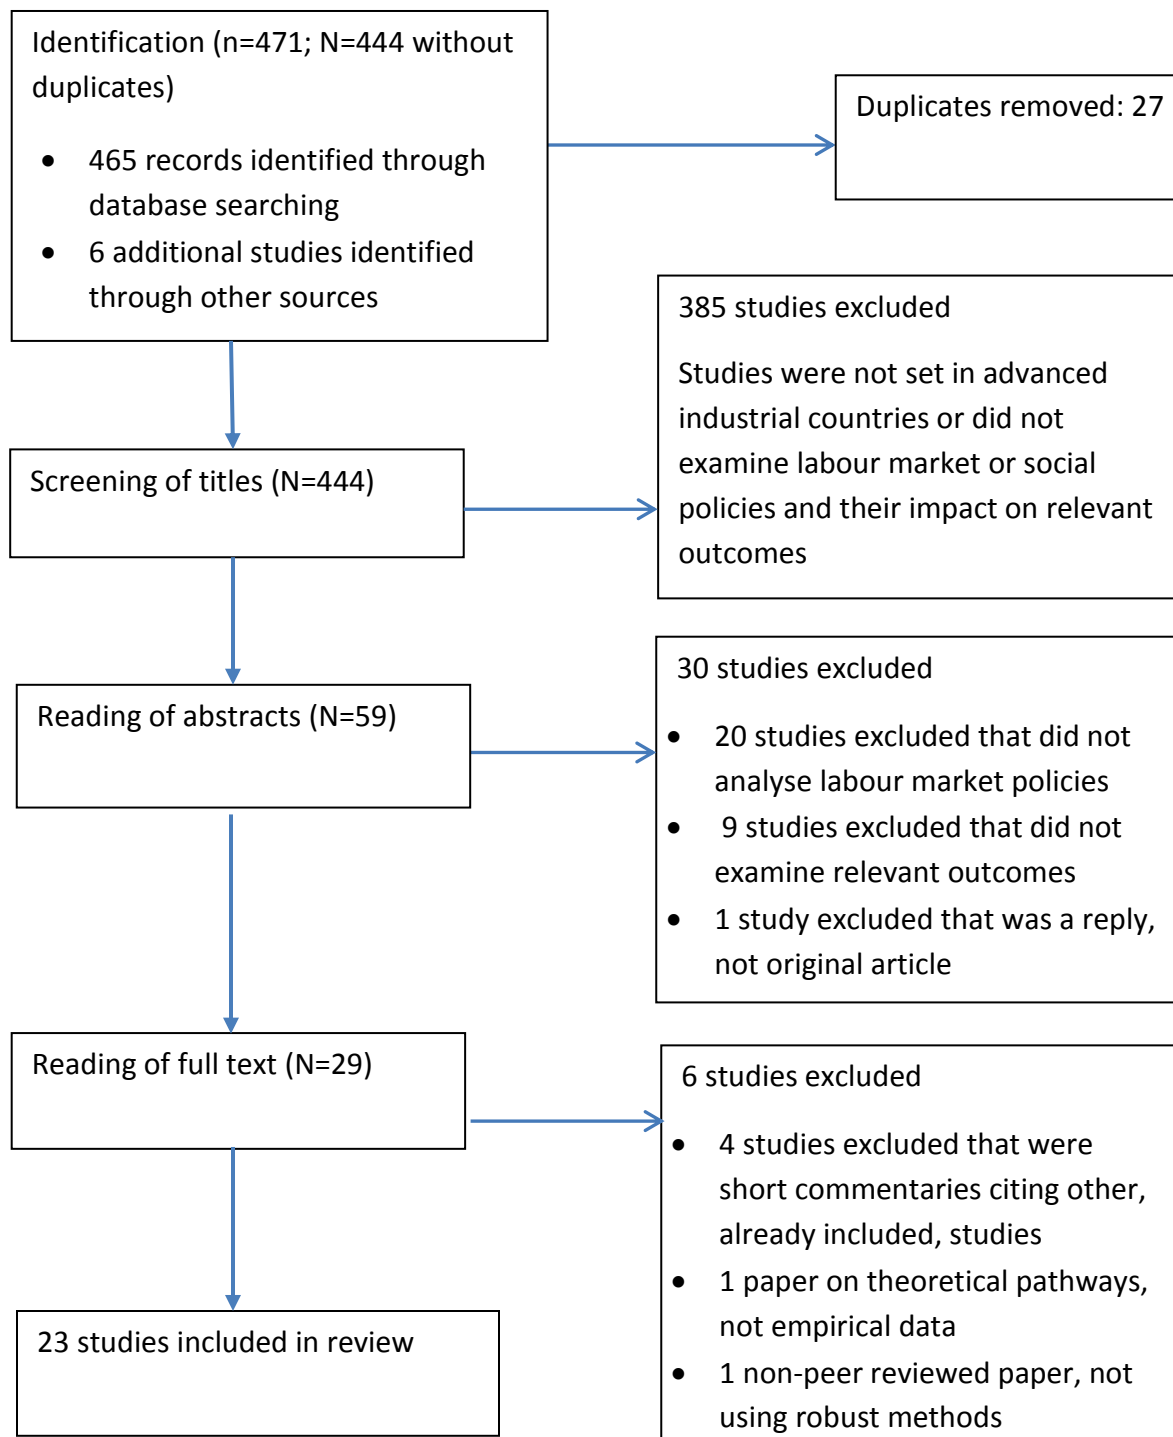 Identification (n=471; N=444 without
duplicates)
• 465 records identified through
database searching
• 6 additional studies identified
through other sources
Duplicates removed: 27
Screening of titles (N=444)
385 studies excluded
Studies were not set in advanced
industrial countries or did not
examine labour market or social
policies and their impact on relevant
outcomes
Reading of abstracts (N=59)
30 studies excluded
• 20 studies excluded that did not
analyse labour market policies
• 9 studies excluded that did not
examine relevant outcomes
• 1 study excluded that was a reply,
not original article
Reading of full text (N=29)
6 studies excluded
• 4 studies excluded that were
short commentaries citing other,
already included, studies
• 1 paper on theoretical pathways,
not empirical data
• 1 non-peer reviewed paper, not
using robust methods
23 studies included in review